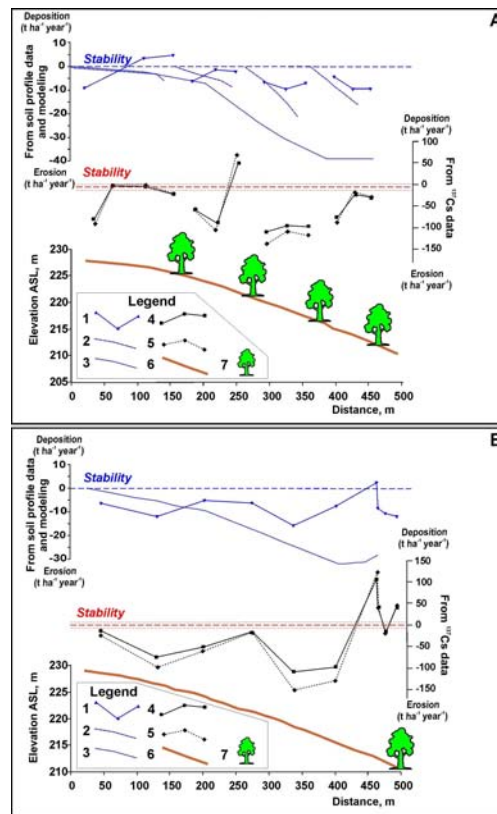 A
Deposition
(t ha⁻¹ year⁻¹)
10
0
-10
-20
-30
-40
From soil profile data
and modeling
Stability
Erosion
(t ha⁻¹ year⁻¹)
Deposition
(t ha⁻¹ year⁻¹)
100
50
0
-50
-100
-150
From ¹³⁷Cs data
Erosion
(t ha⁻¹ year⁻¹)
Stability
230
225
220
215
210
205
Elevation ASL, m
Legend
1 4
2 5
3 6 7
0 50 100 150 200 250 300 350 400 450 500
Distance, m
B
Deposition
(t ha⁻¹ year⁻¹)
10
0
-10
-20
-30
From soil profile data
and modeling
Stability
Erosion
(t ha⁻¹ year⁻¹)
Deposition
(t ha⁻¹ year⁻¹)
150
100
50
0
-50
-100
-150
From ¹³⁷Cs data
Erosion
(t ha⁻¹ year⁻¹)
Stability
230
225
220
215
210
Elevation ASL, m
Legend
1 4
2 5
3 6 7
0 50 100 150 200 250 300 350 400 450 500
Distance, m